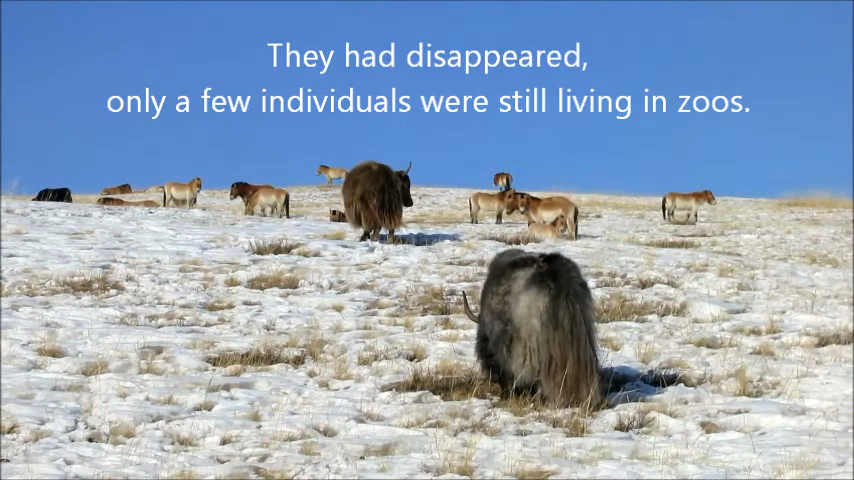 They had disappeared,
only a few individuals were still living in zoos.